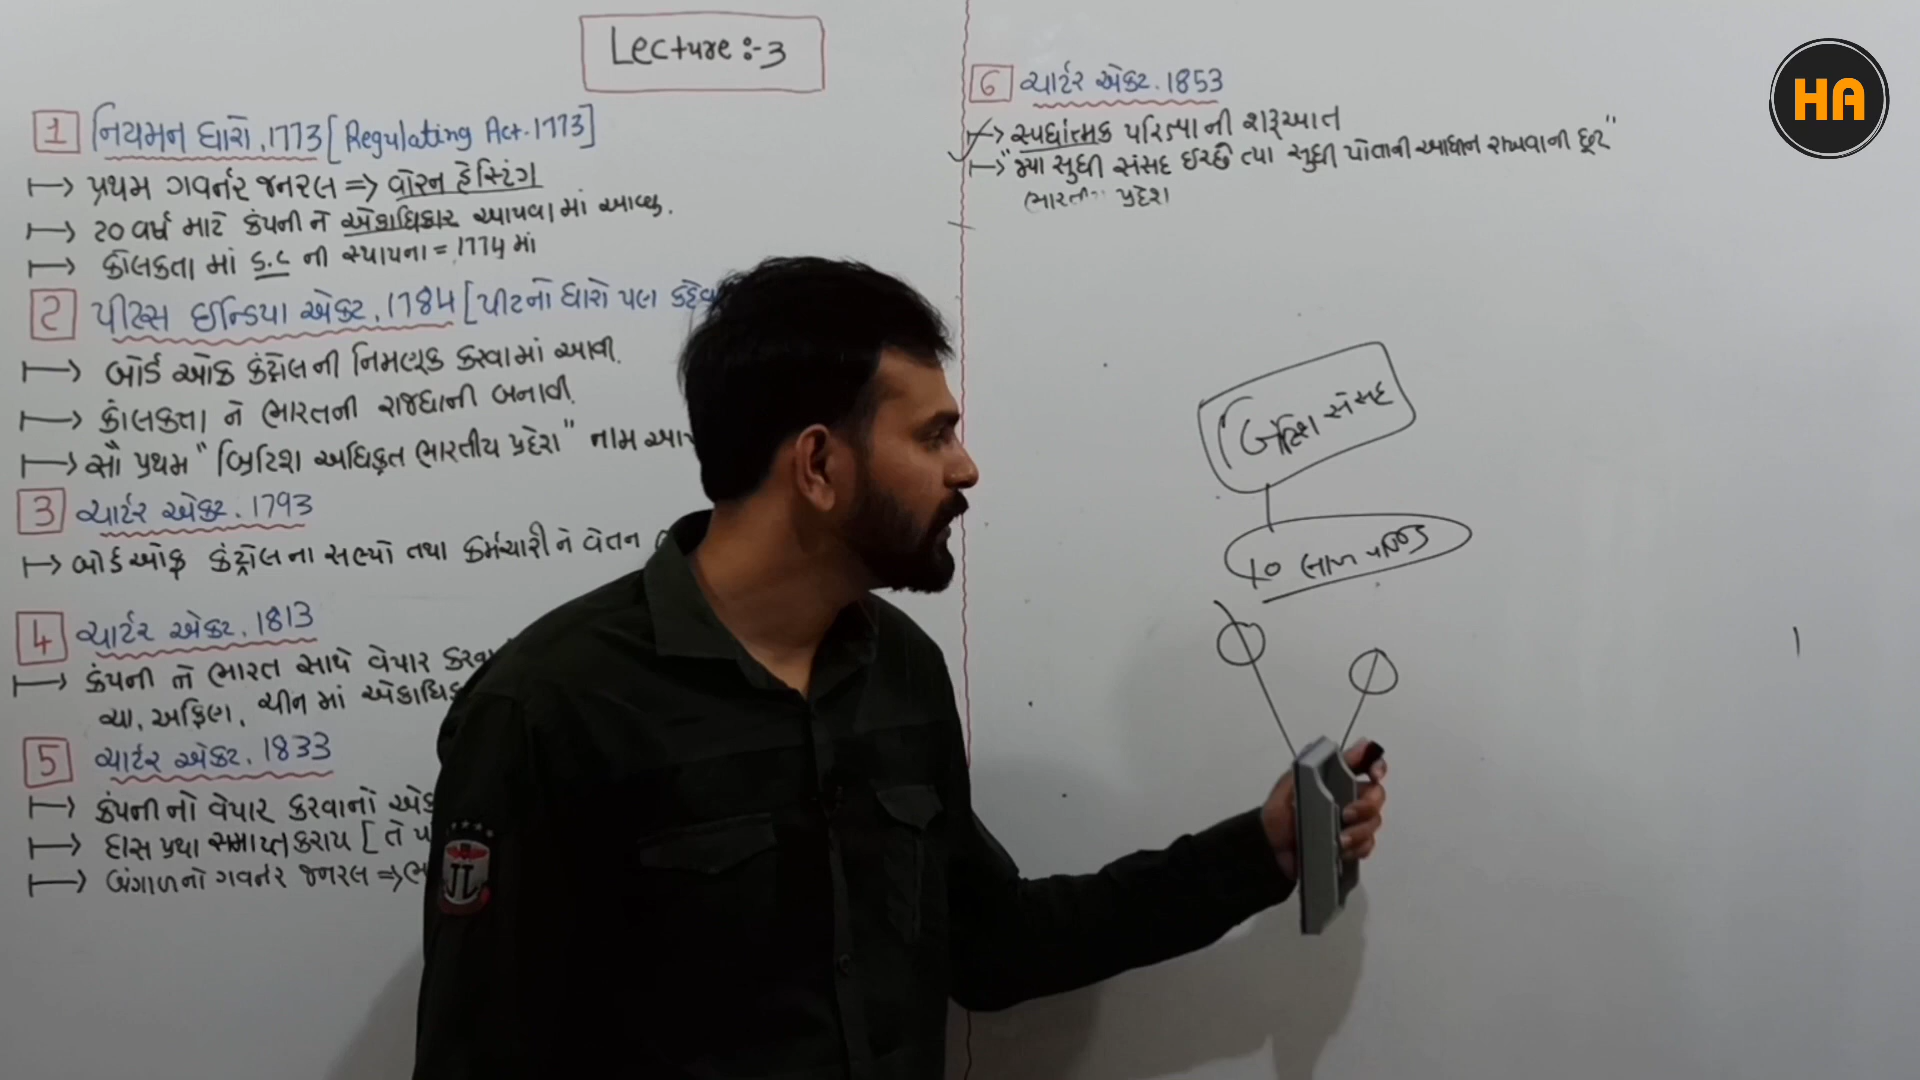 Lecture :- 3
1 નિયમન ધારો, 1773 [Regulating Act-1773]
પ્રથમ ગવર્નર જનરલ => વોરન હેસ્ટિંગ
20 વર્ષ માટે કંપની ને એકાધિકાર આપવામાં આવ્યુ.
કોલકતા માં S.C ની સ્થાપના = 1774 માં
2 પીટ્સ ઈન્ડિયા એક્ટ, 1784 [પીટનો ધારો પણ કહેવ
બોર્ડ ઓફ કંટ્રોલ ની નિમણૂક કરવામાં આવી.
કોલકત્તા ને ભારતની રાજધાની બનાવી.
સૌ પ્રથમ "બ્રિટિશ અધિકૃત ભારતીય પ્રદેશ" નામ આપ
3 ચાર્ટર એક્ટ. 1793
બોર્ડ ઓફ કંટ્રોલ ના સભ્યો તથા કર્મચારી ને વેતન
4 ચાર્ટર એક્ટ, 1813
કંપની ને ભારત સાથે વેપાર કરવા
ચા, અફિણ, ચીન માં એકાધિક
5 ચાર્ટર એક્ટ. 1833
કંપની નો વેપાર કરવાનો એક
દાસ પ્રથા સમાપ્ત કરાય [તે પ
બંગાળનો ગવર્નર જનરલ => ભ
6 ચાર્ટર એક્ટ. 1853
સ્પર્ધાત્મક પરિક્ષાની શરૂઆત
"જ્યા સુધી સંસદ ઈચ્છે ત્યા સુધી પોતાની આધીન રાખવાની છૂટ"
ભારતીય પ્રદેશ
બ્રિટિશ સંસદ
10 લાખ પાઉન્ડ
HA